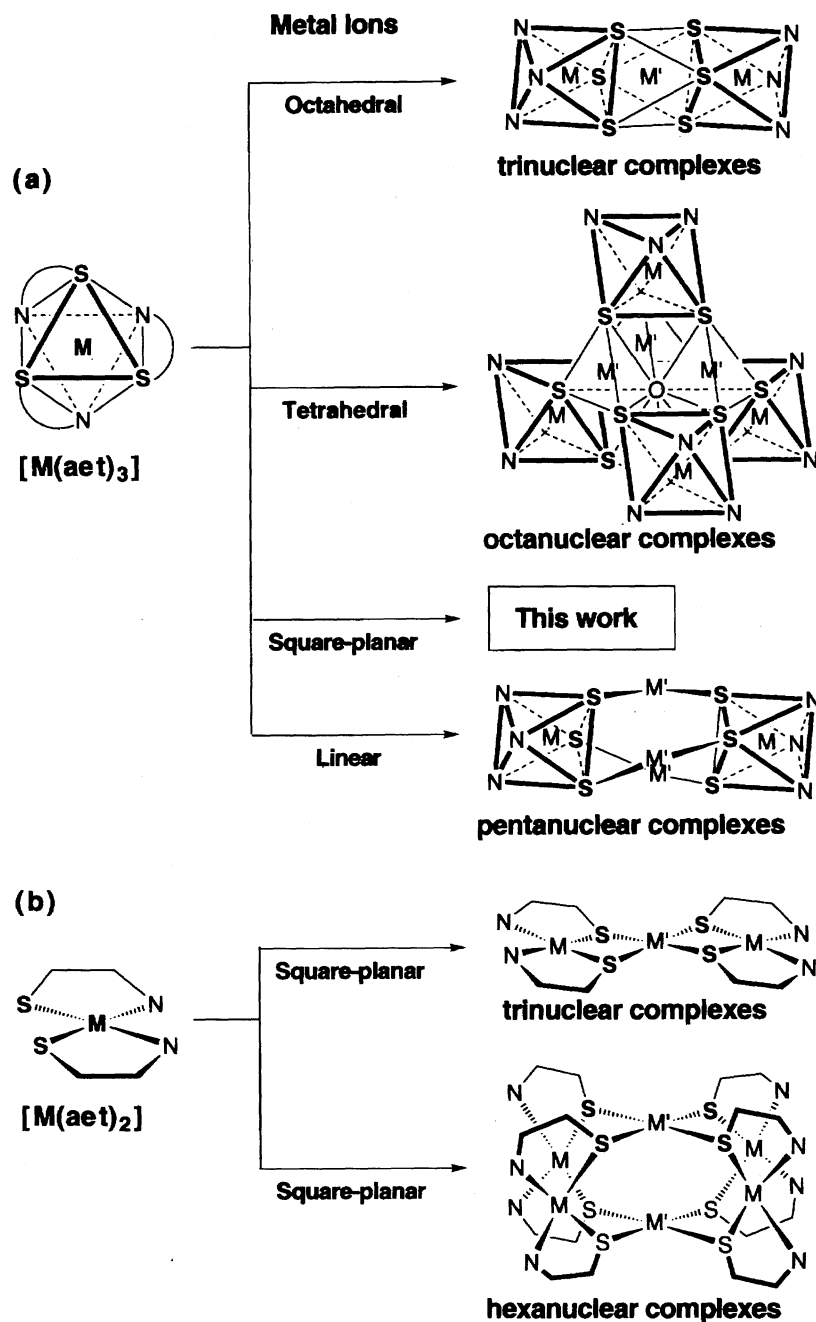 Metal Ions
(a)
[M(aet)₃]
S
N
N
M
S
S
N
Octahedral
N
S
S
N
N
M
S
M'
S
M
N
N
S
S
N
trinuclear complexes
Tetrahedral
N
N
N
M
S
S
M'
N
M'
M'
N
S
O
S
M
S
S
M
N
S
N
M
N
N
N
octanuclear complexes
Square-planar
This work
Linear
N
S
M'
S
N
N
M
S
S
M
N
M'
N
S
M'
S
N
pentanuclear complexes
(b)
[M(aet)₂]
S
N
M
S
N
Square-planar
N
S
S
N
M
M'
M
N
S
S
N
trinuclear complexes
Square-planar
N
S
M'
S
N
S
S
N
N
M
M
M
M
N
S
S
N
M'
N
S
S
N
hexanuclear complexes